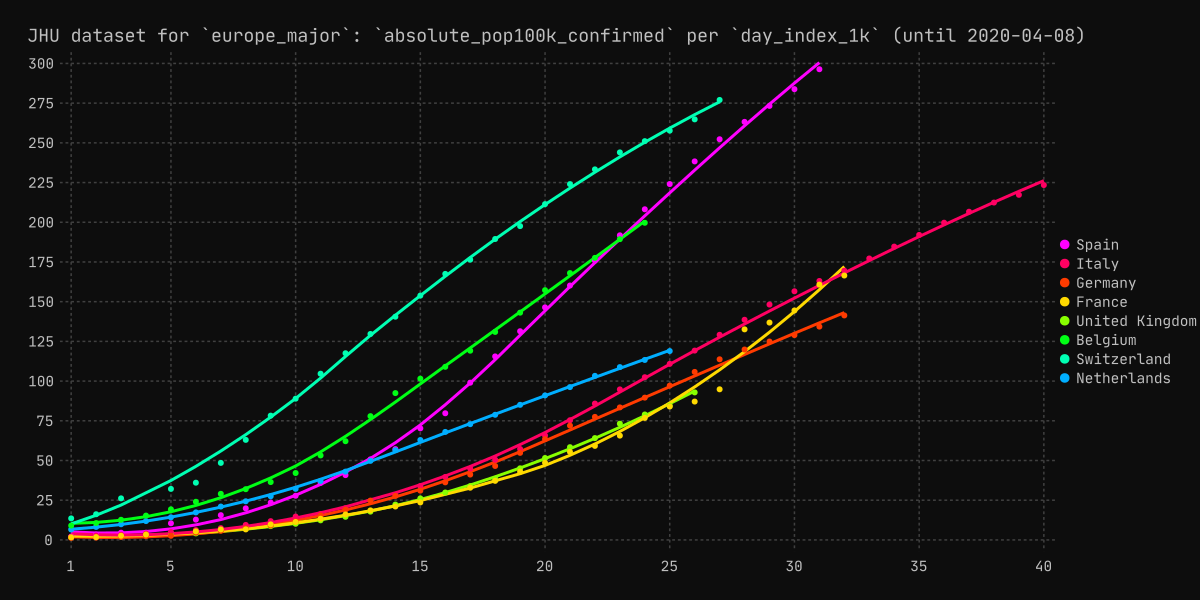 JHU dataset for `europe_major`: `absolute_pop100k_confirmed` per `day_index_1k` (until 2020-04-08)
300
275
250
225
200
175
150
125
100
75
50
25
0
1 5 10 15 20 25 30 35 40
Spain
Italy
Germany
France
United Kingdom
Belgium
Switzerland
Netherlands